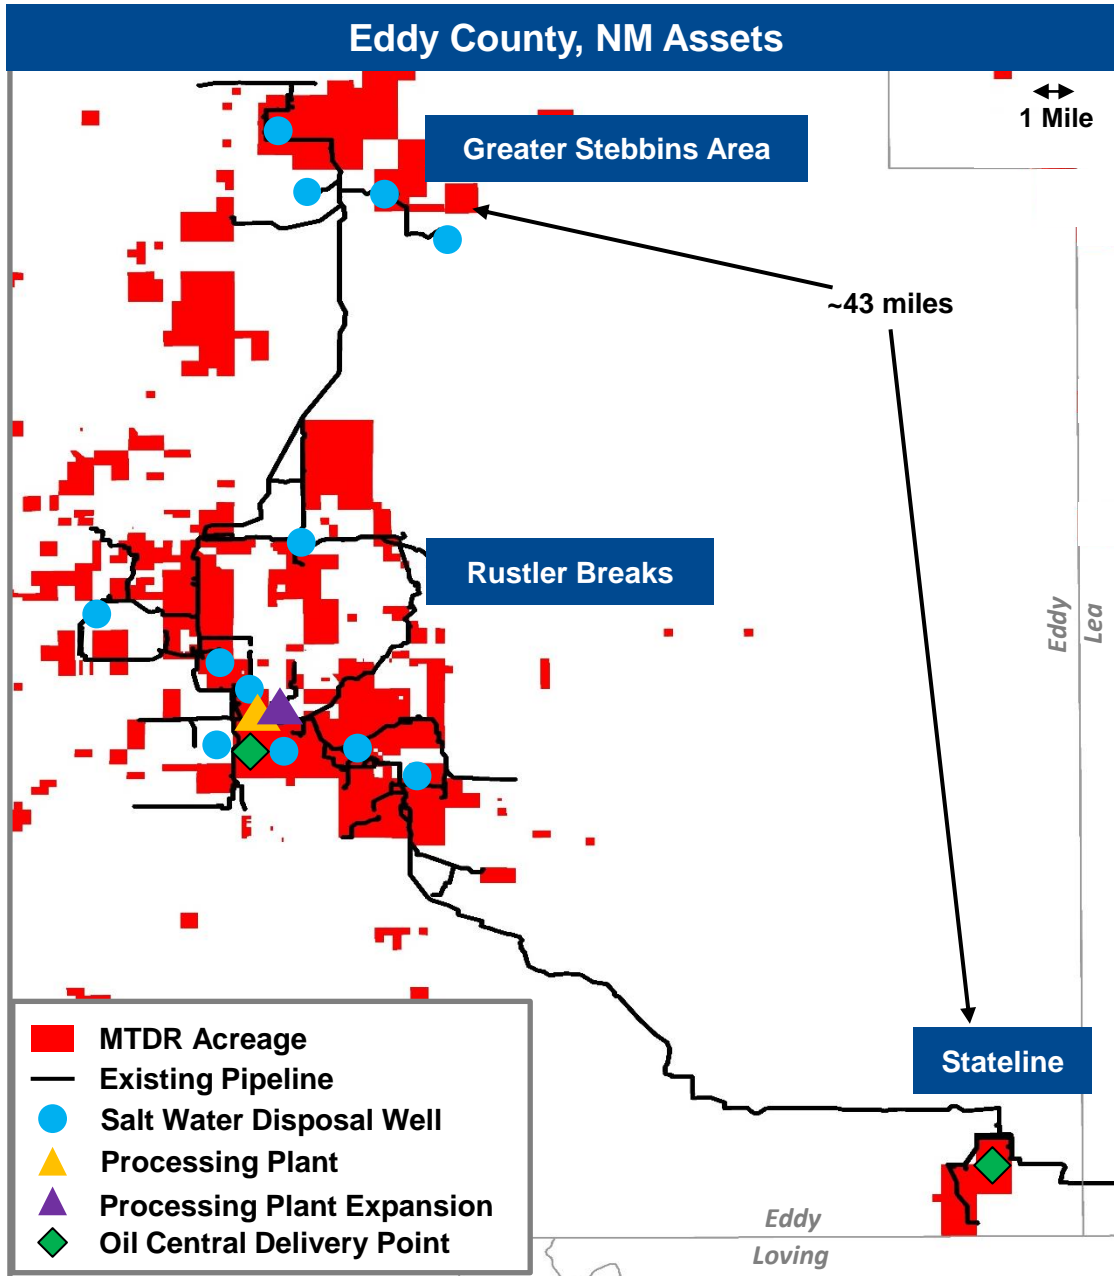 Eddy County, NM Assets
1 Mile
Greater Stebbins Area
~43 miles
Rustler Breaks
Eddy
Lea
Stateline
MTDR Acreage
Existing Pipeline
Salt Water Disposal Well
Processing Plant
Processing Plant Expansion
Oil Central Delivery Point
Eddy
Loving